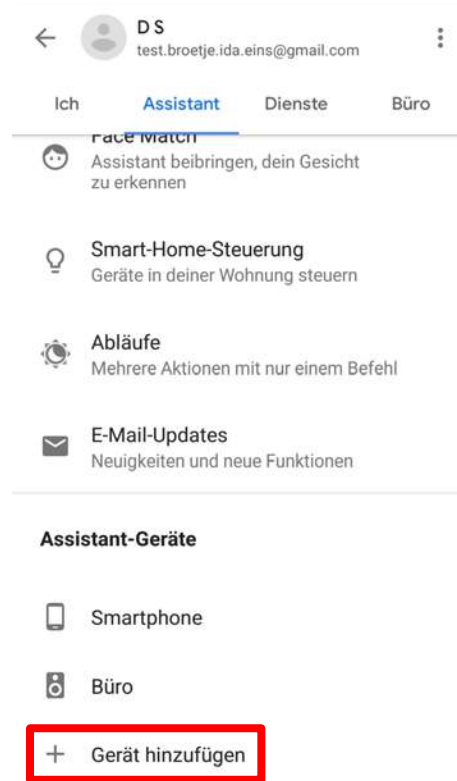 D S
test.broetje.ida.eins@gmail.com
Ich Assistant Dienste Büro
Face Match
Assistant beibringen, dein Gesicht
zu erkennen
Smart-Home-Steuerung
Geräte in deiner Wohnung steuern
Abläufe
Mehrere Aktionen mit nur einem Befehl
E-Mail-Updates
Neuigkeiten und neue Funktionen
Assistant-Geräte
Smartphone
Büro
Gerät hinzufügen